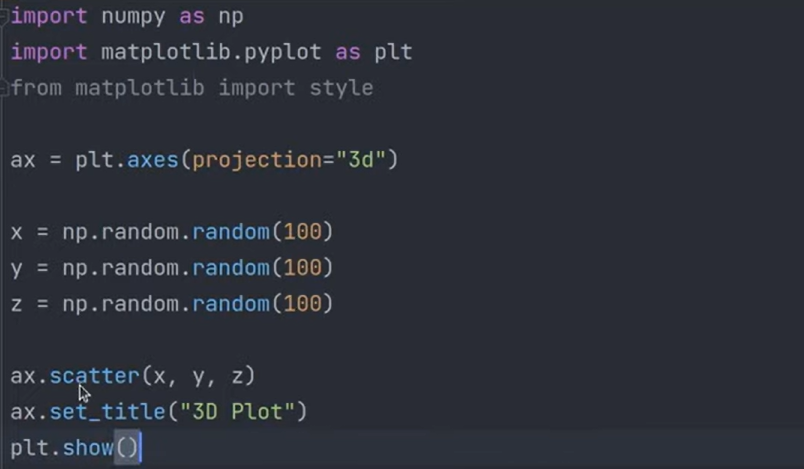 import numpy as np
import matplotlib.pyplot as plt
from matplotlib import style
ax = plt.axes(projection="3d")
x = np.random.random(100)
y = np.random.random(100)
z = np.random.random(100)
ax.scatter(x, y, z)
ax.set_title("3D Plot")
plt.show()